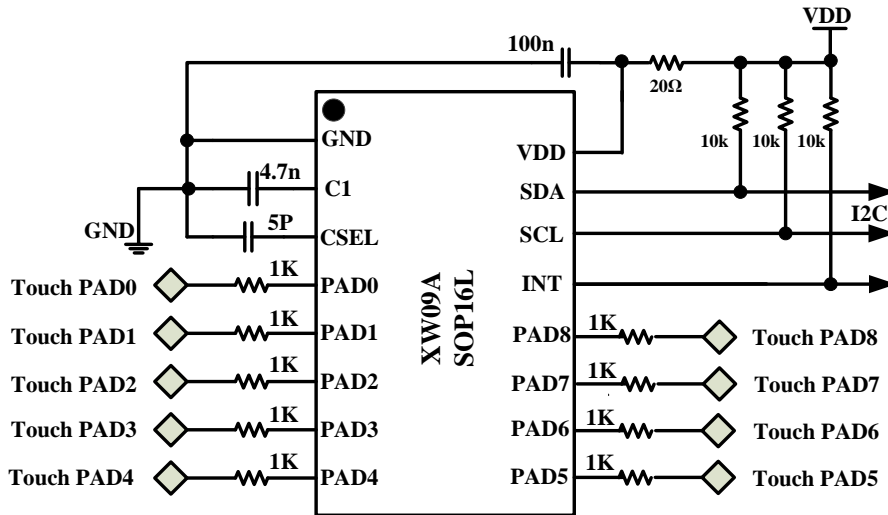 VDD
100n
20Ω
10k
10k
10k
GND
VDD
4.7n
C1
SDA
I2C
GND
5P
CSEL
SCL
Touch PAD0
1K
PAD0
INT
Touch PAD1
1K
PAD1
XW09A
SOP16L
PAD8
1K
Touch PAD8
Touch PAD2
1K
PAD2
PAD7
1K
Touch PAD7
Touch PAD3
1K
PAD3
PAD6
1K
Touch PAD6
Touch PAD4
1K
PAD4
PAD5
1K
Touch PAD5